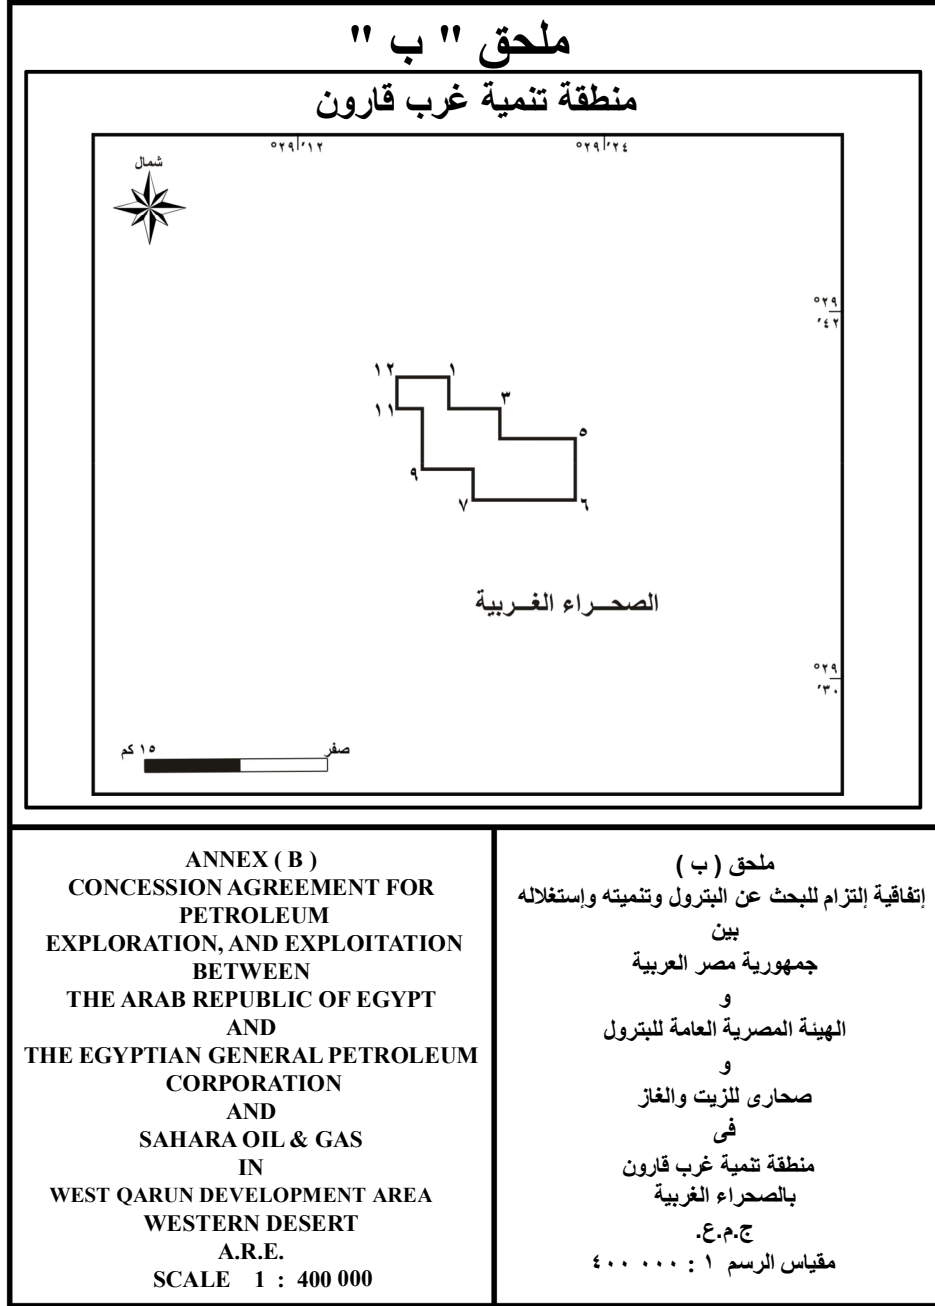 ملحق " ب "
منطقة تنمية غرب قارون
°٢٩ ١٢′
°٢٩ ٢٤′
شمال
°٢٩
٤٢′
١٢
١
١١
٣
٥
٩
٧
٦
الصحـــراء الغـــربية
°٢٩
٣٠′
١٥ كم
صفر
ANNEX ( B )
CONCESSION AGREEMENT FOR
PETROLEUM
EXPLORATION, AND EXPLOITATION
BETWEEN
THE ARAB REPUBLIC OF EGYPT
AND
THE EGYPTIAN GENERAL PETROLEUM
CORPORATION
AND
SAHARA OIL & GAS
IN
WEST QARUN DEVELOPMENT AREA
WESTERN DESERT
A.R.E.
SCALE 1 : 400 000
ملحق ( ب )
إتفاقية إلتزام للبحث عن البترول وتنميته وإستغلاله
بين
جمهورية مصر العربية
و
الهيئة المصرية العامة للبترول
و
صحارى للزيت والغاز
فى
منطقة تنمية غرب قارون
بالصحراء الغربية
ج.م.ع.
مقياس الرسم ١ : ٤٠٠ ٠٠٠